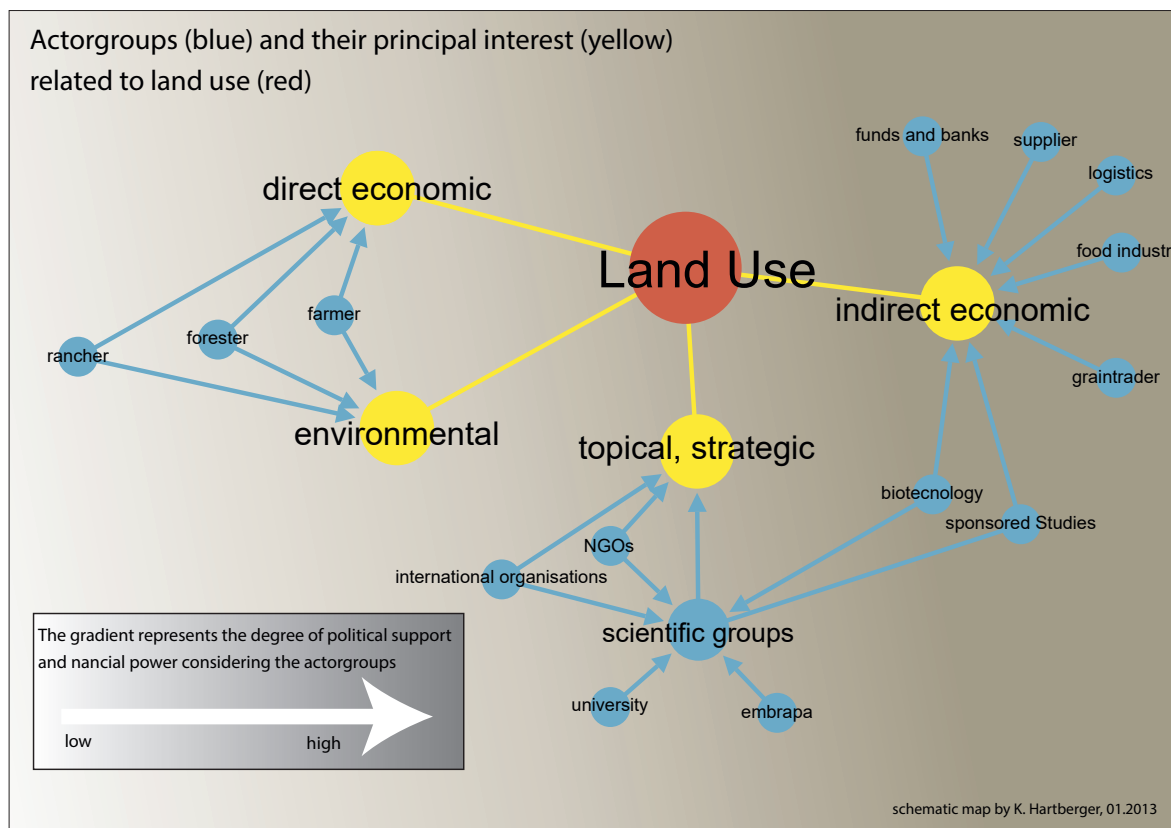 Actorgroups (blue) and their principal interest (yellow)
related to land use (red)
funds and banks
supplier
logistics
direct economic
Land Use
food industr
indirect economic
farmer
forester
rancher
graintrader
environmental
topical, strategic
biotecnology
sponsored Studies
NGOs
international organisations
scientific groups
university
embrapa
The gradient represents the degree of political support
and nancial power considering the actorgroups
low
high
schematic map by K. Hartberger, 01.2013